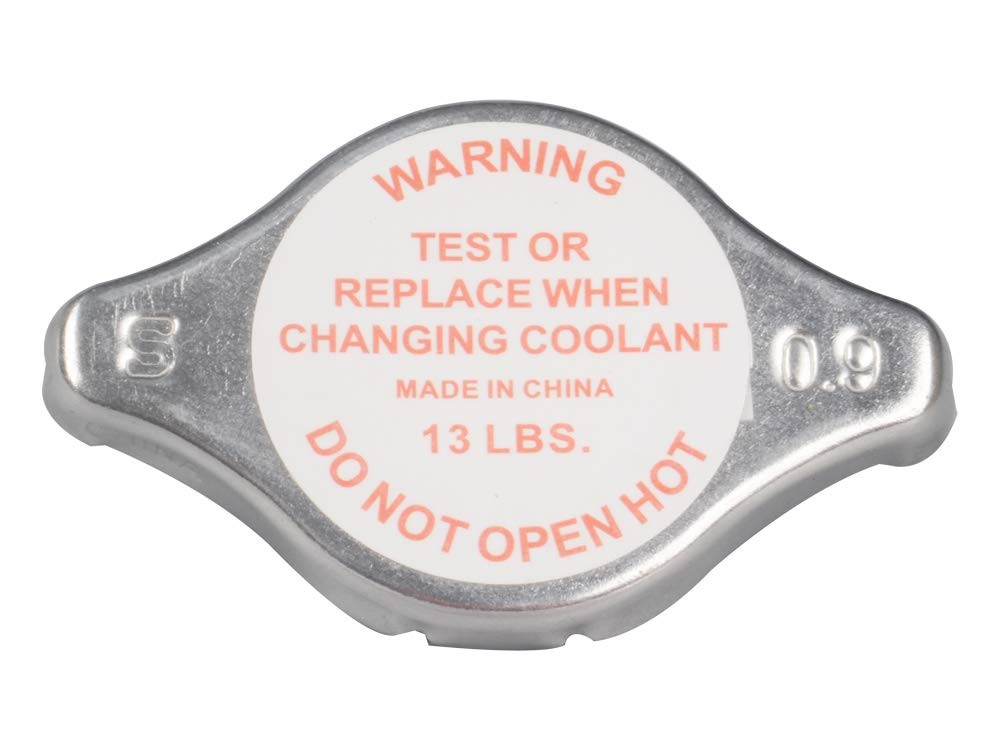 WARNING
TEST OR
REPLACE WHEN
CHANGING COOLANT
MADE IN CHINA
13 LBS.
DO NOT OPEN HOT
S
0.9